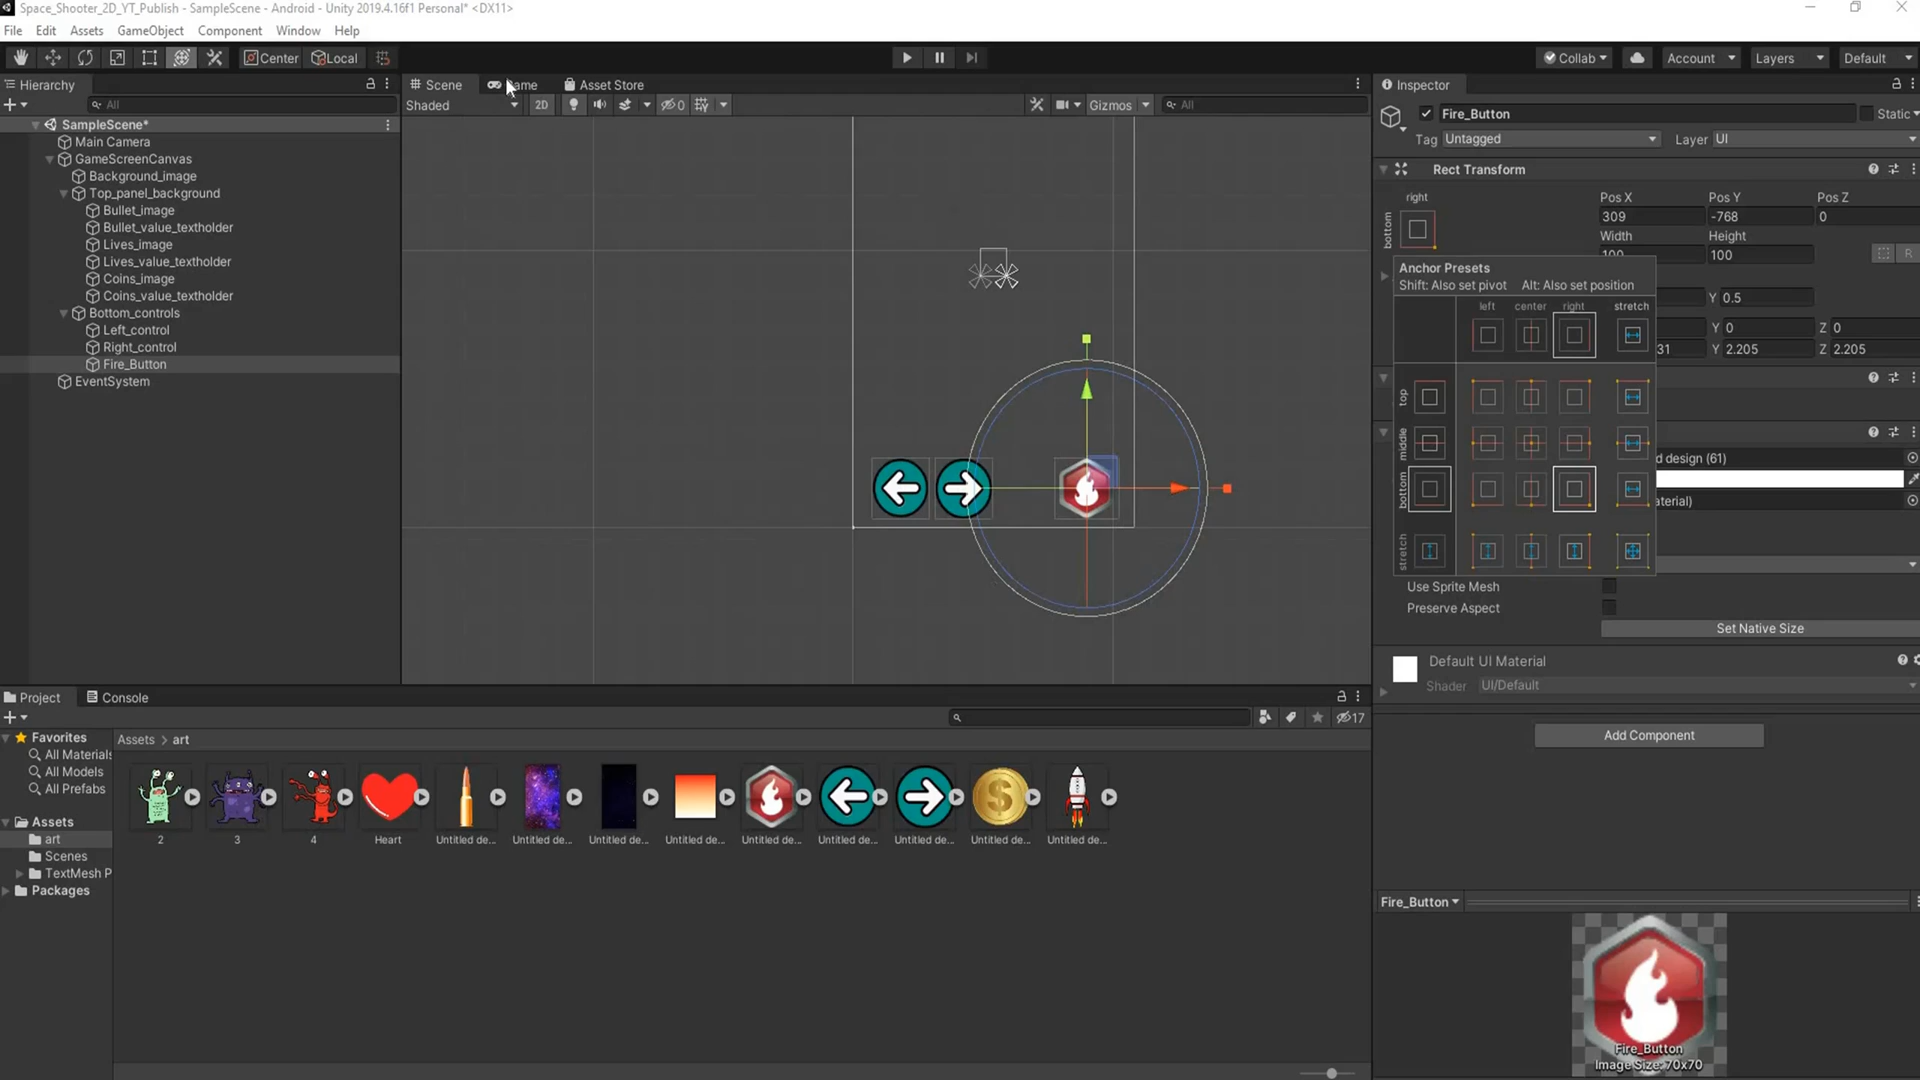 Space_Shooter_2D_YT_Publish - SampleScene - Android - Unity 2019.4.16f1 Personal* <DX11>
File Edit Assets GameObject Component Window Help
Center Local
Collab Account Layers Default
Hierarchy
All
SampleScene*
Main Camera
GameScreenCanvas
Background_image
Top_panel_background
Bullet_image
Bullet_value_textholder
Lives_image
Lives_value_textholder
Coins_image
Coins_value_textholder
Bottom_controls
Left_control
Right_control
Fire_Button
EventSystem
Scene Asset Store
Shaded 2D 0 Gizmos All
Inspector
Fire_Button Static
Tag Untagged Layer UI
Rect Transform
right
bottom
Pos X Pos Y Pos Z
309 -768 0
Width Height
100 100
Anchor Presets
Shift: Also set pivot Alt: Also set position
left center right stretch
top
middle
bottom
stretch
Y 0.5
Y 0 Z 0
31 Y 2.205 Z 2.205
d design (61)
aterial)
Use Sprite Mesh
Preserve Aspect
Set Native Size
Default UI Material
Shader UI/Default
Add Component
Fire_Button
Fire_Button
Image Size: 70x70
Project Console
17
Favorites
All Materials
All Models
All Prefabs
Assets
art
Scenes
TextMesh P
Packages
Assets > art
2 3 4 Heart Untitled de... Untitled de... Untitled de... Untitled de... Untitled de... Untitled de... Untitled de... Untitled de... Untitled de...